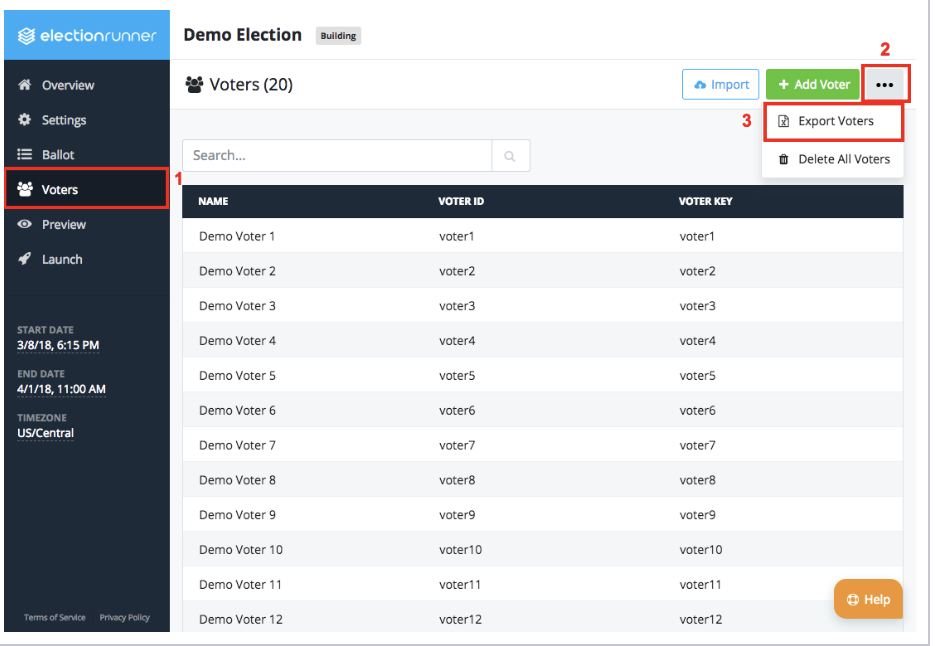 electionrunner
Demo Election Building
2
Overview
Voters (20) Import + Add Voter •••
Settings
3 Export Voters
Ballot
Search... Delete All Voters
Voters 1
NAME VOTER ID VOTER KEY
Preview
Demo Voter 1 voter1 voter1
Launch
Demo Voter 2 voter2 voter2
Demo Voter 3 voter3 voter3
START DATE
3/8/18, 6:15 PM
Demo Voter 4 voter4 voter4
END DATE
Demo Voter 5 voter5 voter5
4/1/18, 11:00 AM
Demo Voter 6 voter6 voter6
TIMEZONE
US/Central
Demo Voter 7 voter7 voter7
Demo Voter 8 voter8 voter8
Demo Voter 9 voter9 voter9
Demo Voter 10 voter10 voter10
Demo Voter 11 voter11 voter11
Help
Demo Voter 12 voter12 voter12
Terms of Service Privacy Policy